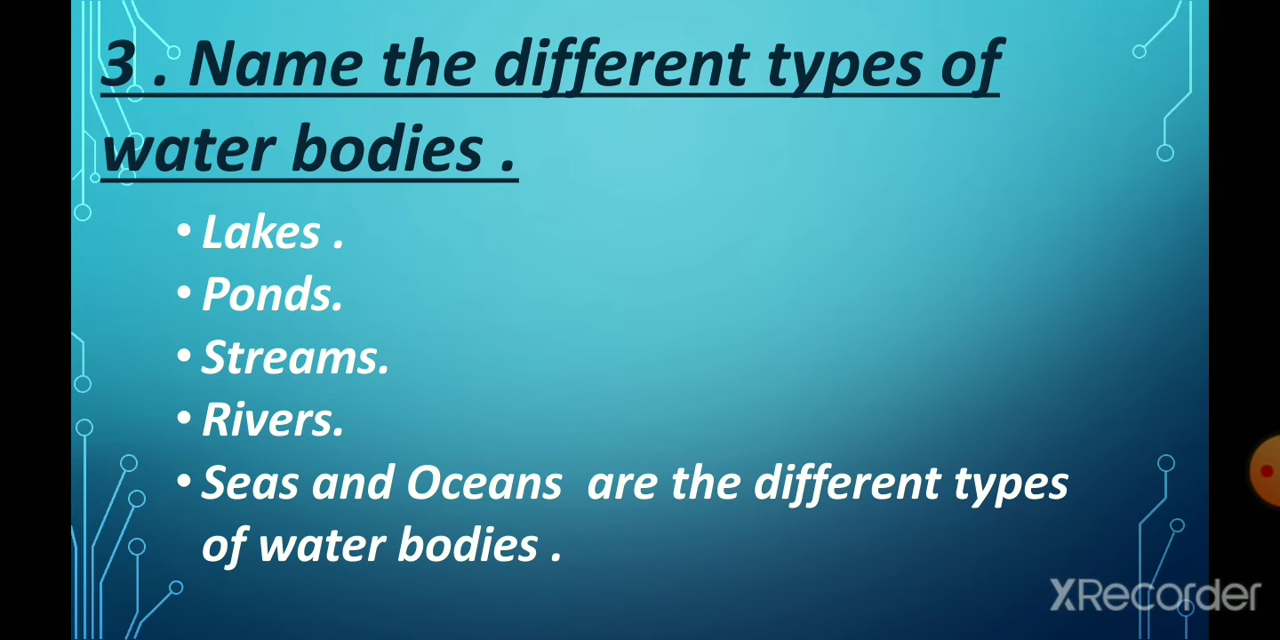 3 . Name the different types of
water bodies .
• Lakes .
• Ponds.
• Streams.
• Rivers.
• Seas and Oceans are the different types
of water bodies .
XRecorder